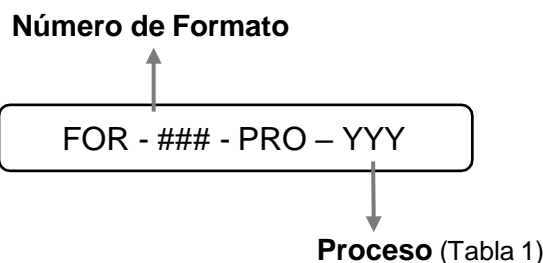 Número de Formato
FOR - ### - PRO – YYY
Proceso (Tabla 1)